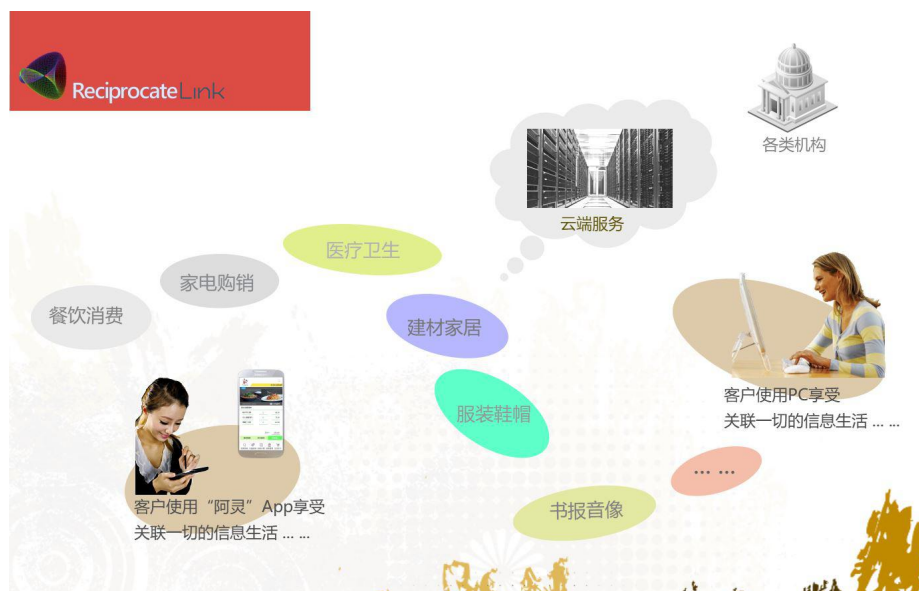 ReciprocateLink
各类机构
云端服务
医疗卫生
家电购销
餐饮消费
建材家居
服装鞋帽
客户使用PC享受
关联一切的信息生活 ... ...
... ...
书报音像
客户使用“阿灵”App享受
关联一切的信息生活 ... ...